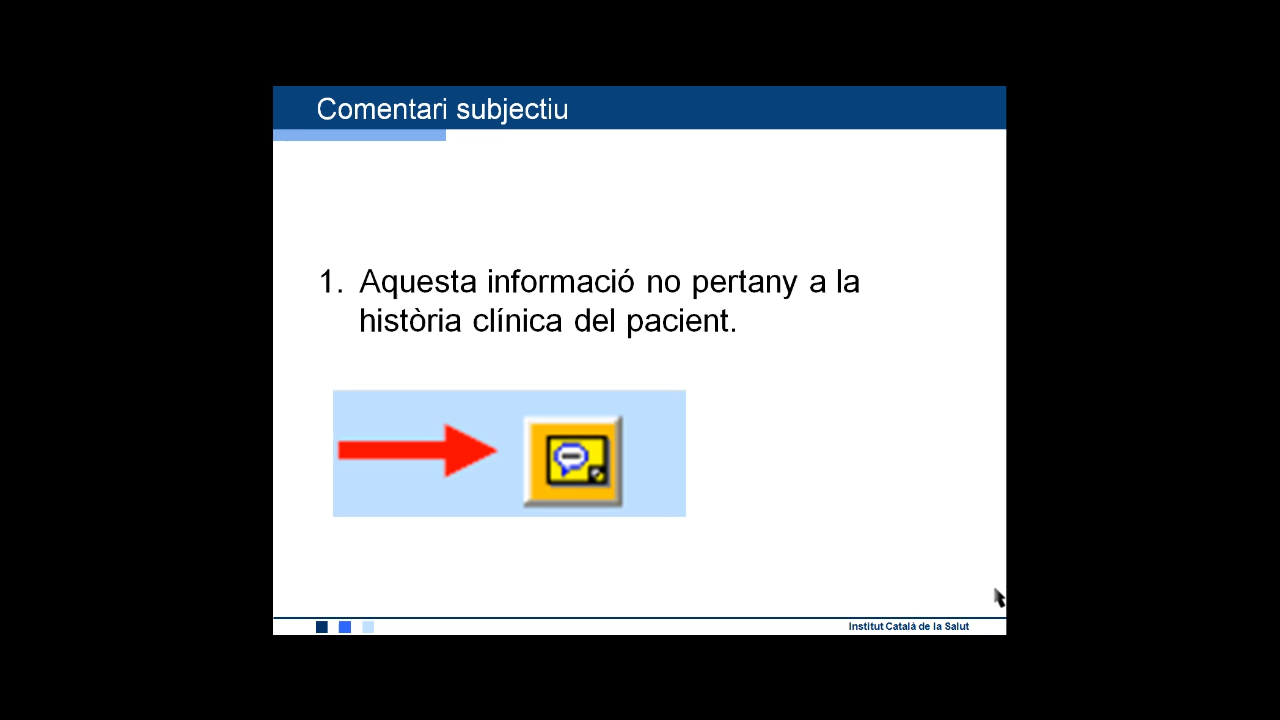 Comentari subjectiu
1. Aquesta informació no pertany a la
història clínica del pacient.
Institut Català de la Salut